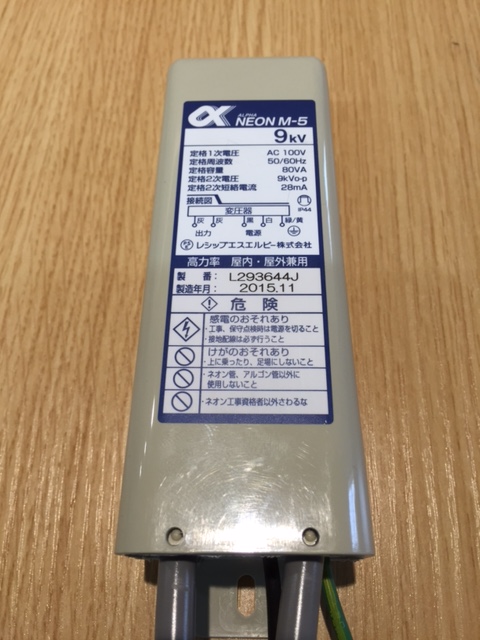 ALPHA
NEON M-5
9kV
定格1次電圧 AC 100V
定格周波数 50/60Hz
定格容量 80VA
定格2次電圧 9kVo-p
定格2次短絡電流 28mA
接続図
変圧器 IP44
灰 灰 黒 白 緑/黄
出力 電源
レシップエスエルピー株式会社
高力率 屋内・屋外兼用
製番: L293644J
製造年月: 2015.11
危険
感電のおそれあり
・工事、保守点検時は電源を切ること
・接地配線は必ず行うこと
けがのおそれあり
・上に乗ったり、足場にしないこと
・ネオン管、アルゴン管以外に
使用しないこと
・ネオン工事資格者以外さわるな